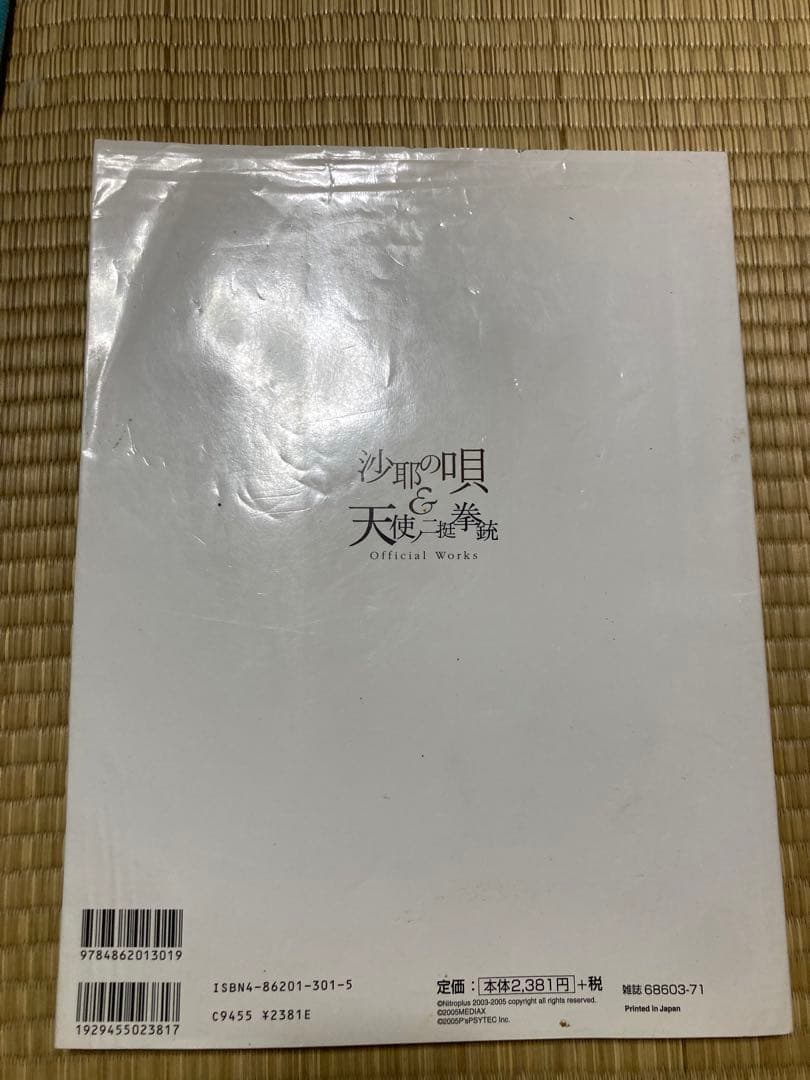 沙耶の唄
&
天使ノ二挺拳銃
Official Works
9784862013019
1929455023817
ISBN4-86201-301-5
C9455 ¥2381E
定価：本体2,381円+税
©Nitroplus 2003-2005 copyright all rights reserved.
©2005MEDIAX
©2005P'sPSYTEC Inc.
雑誌 68603-71
Printed in Japan